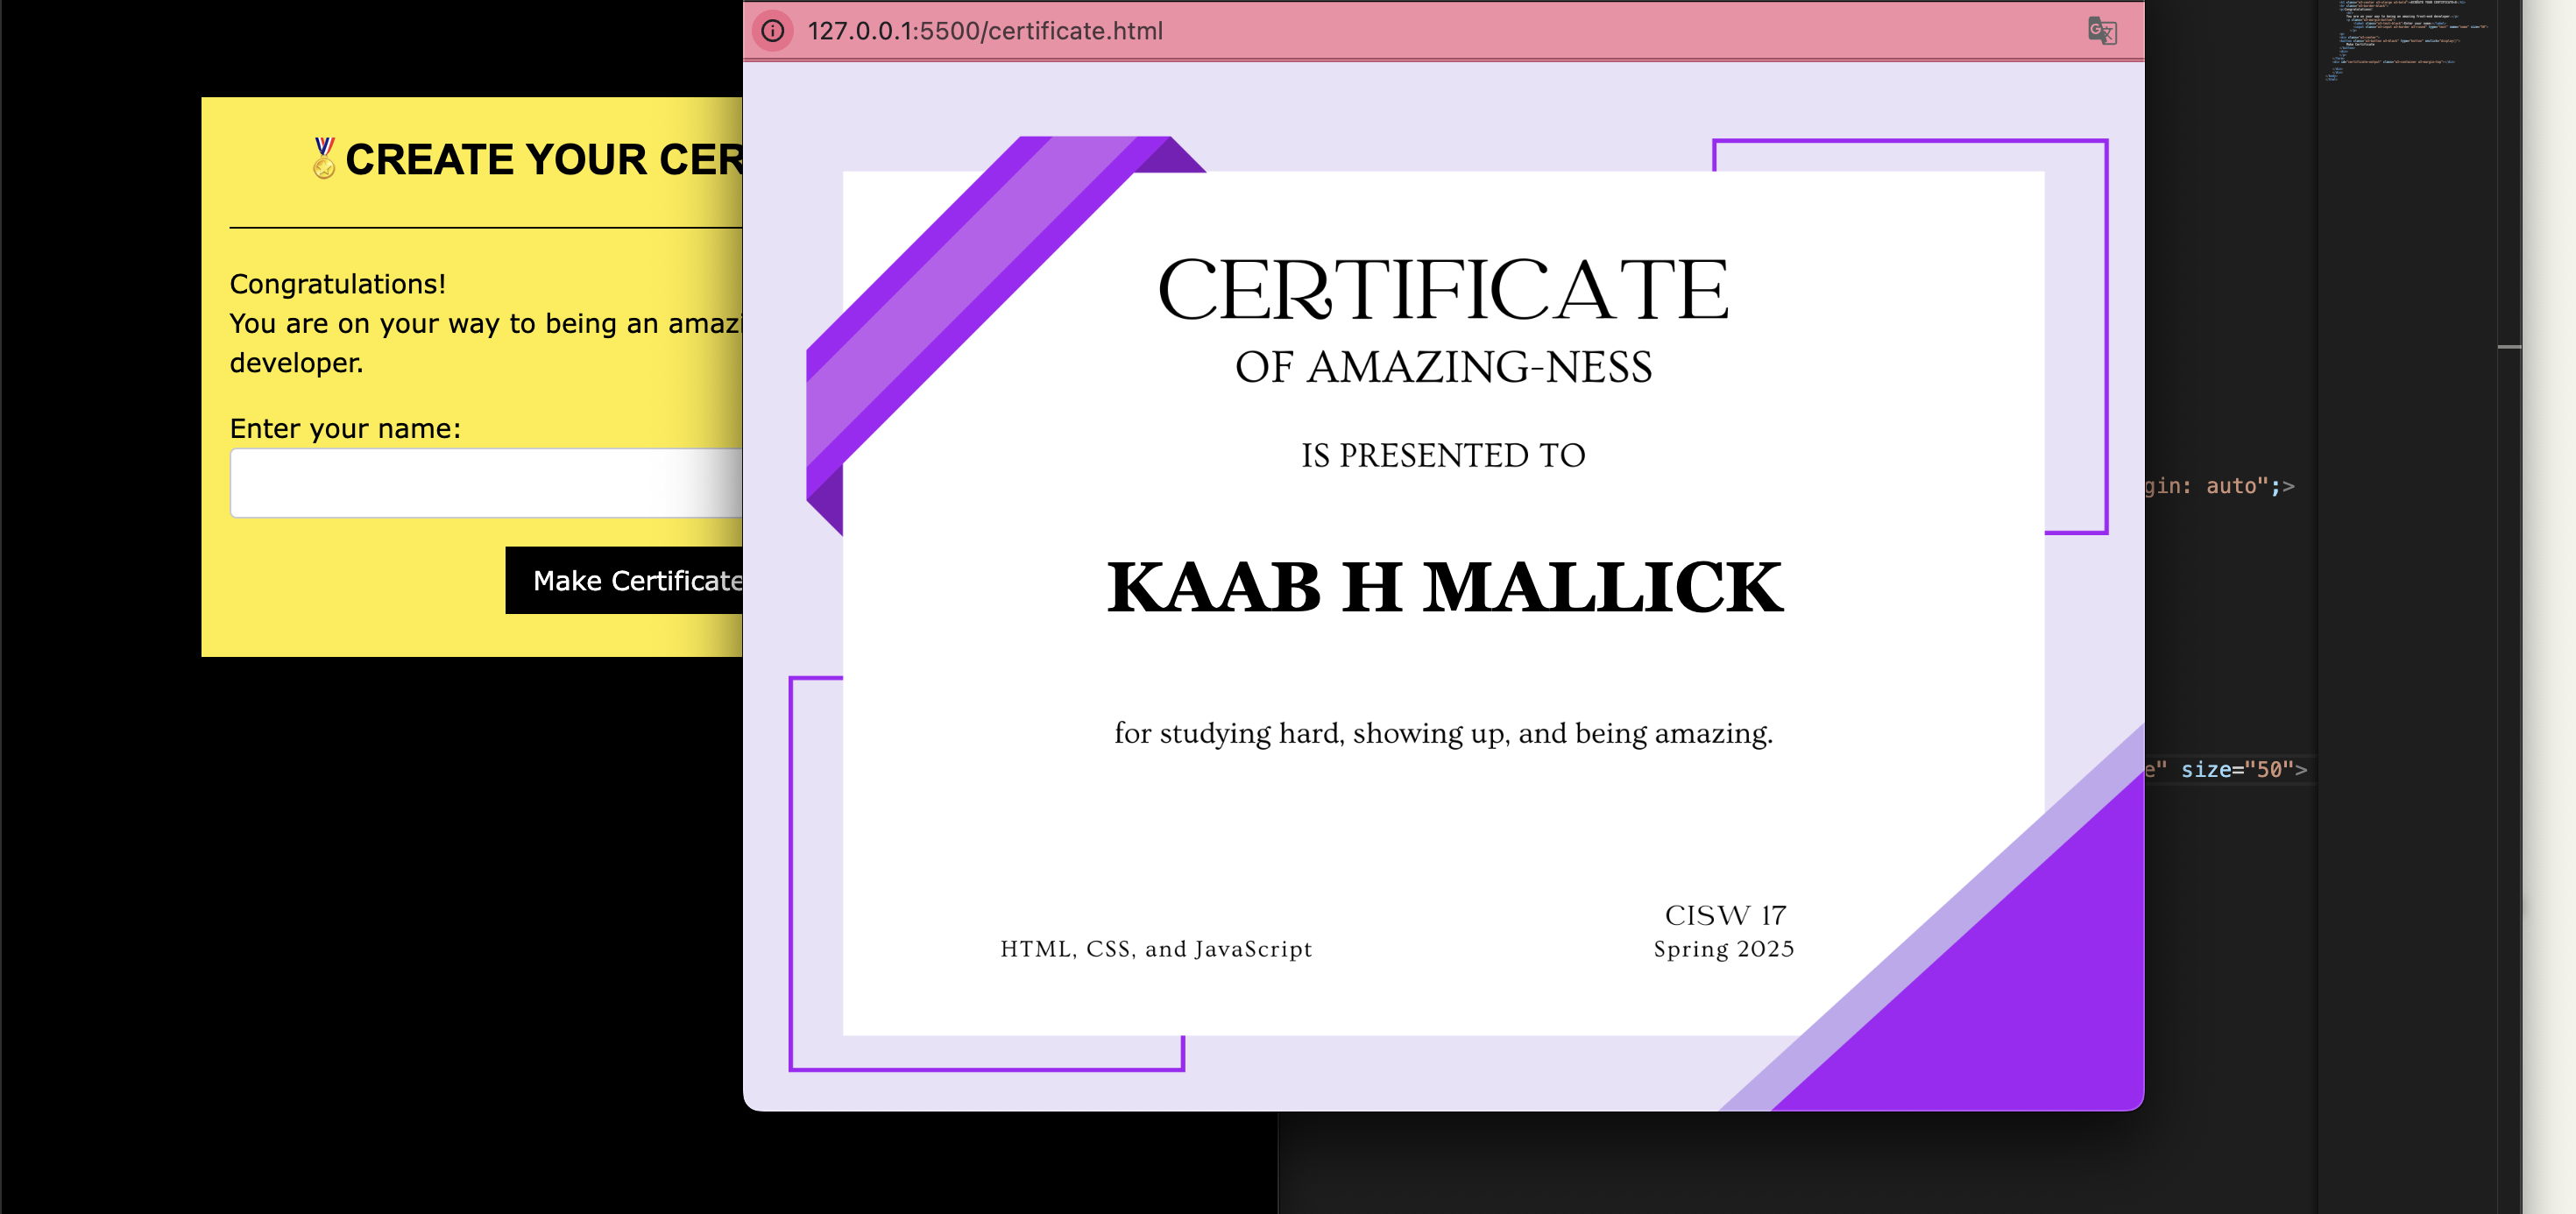 127.0.0.1:5500/certificate.html
🏅CREATE YOUR CER
Congratulations!
You are on your way to being an amazi
developer.
Enter your name:
Make Certificate
CERTIFICATE
OF AMAZING-NESS
IS PRESENTED TO
KAAB H MALLICK
for studying hard, showing up, and being amazing.
CISW 17
HTML, CSS, and JavaScript
Spring 2025
gin: auto";>
e" size="50">